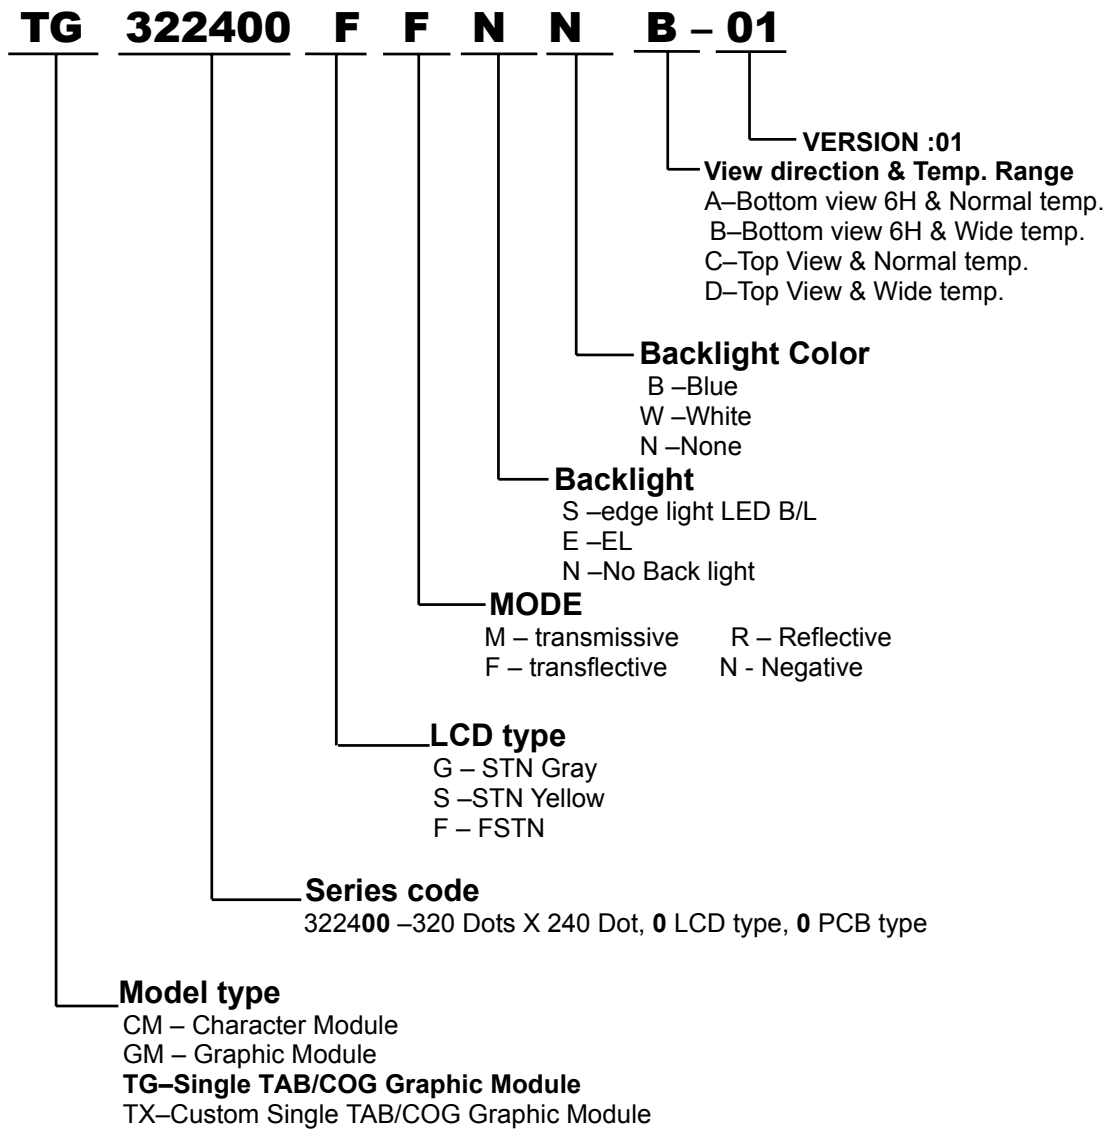 TG 322400 F F N N B – 01
VERSION :01
View direction & Temp. Range
A–Bottom view 6H & Normal temp.
B–Bottom view 6H & Wide temp.
C–Top View & Normal temp.
D–Top View & Wide temp.
Backlight Color
B –Blue
W –White
N –None
Backlight
S –edge light LED B/L
E –EL
N –No Back light
MODE
M – transmissive R – Reflective
F – transflective N - Negative
LCD type
G – STN Gray
S –STN Yellow
F – FSTN
Series code
322400 –320 Dots X 240 Dot, 0 LCD type, 0 PCB type
Model type
CM – Character Module
GM – Graphic Module
TG–Single TAB/COG Graphic Module
TX–Custom Single TAB/COG Graphic Module